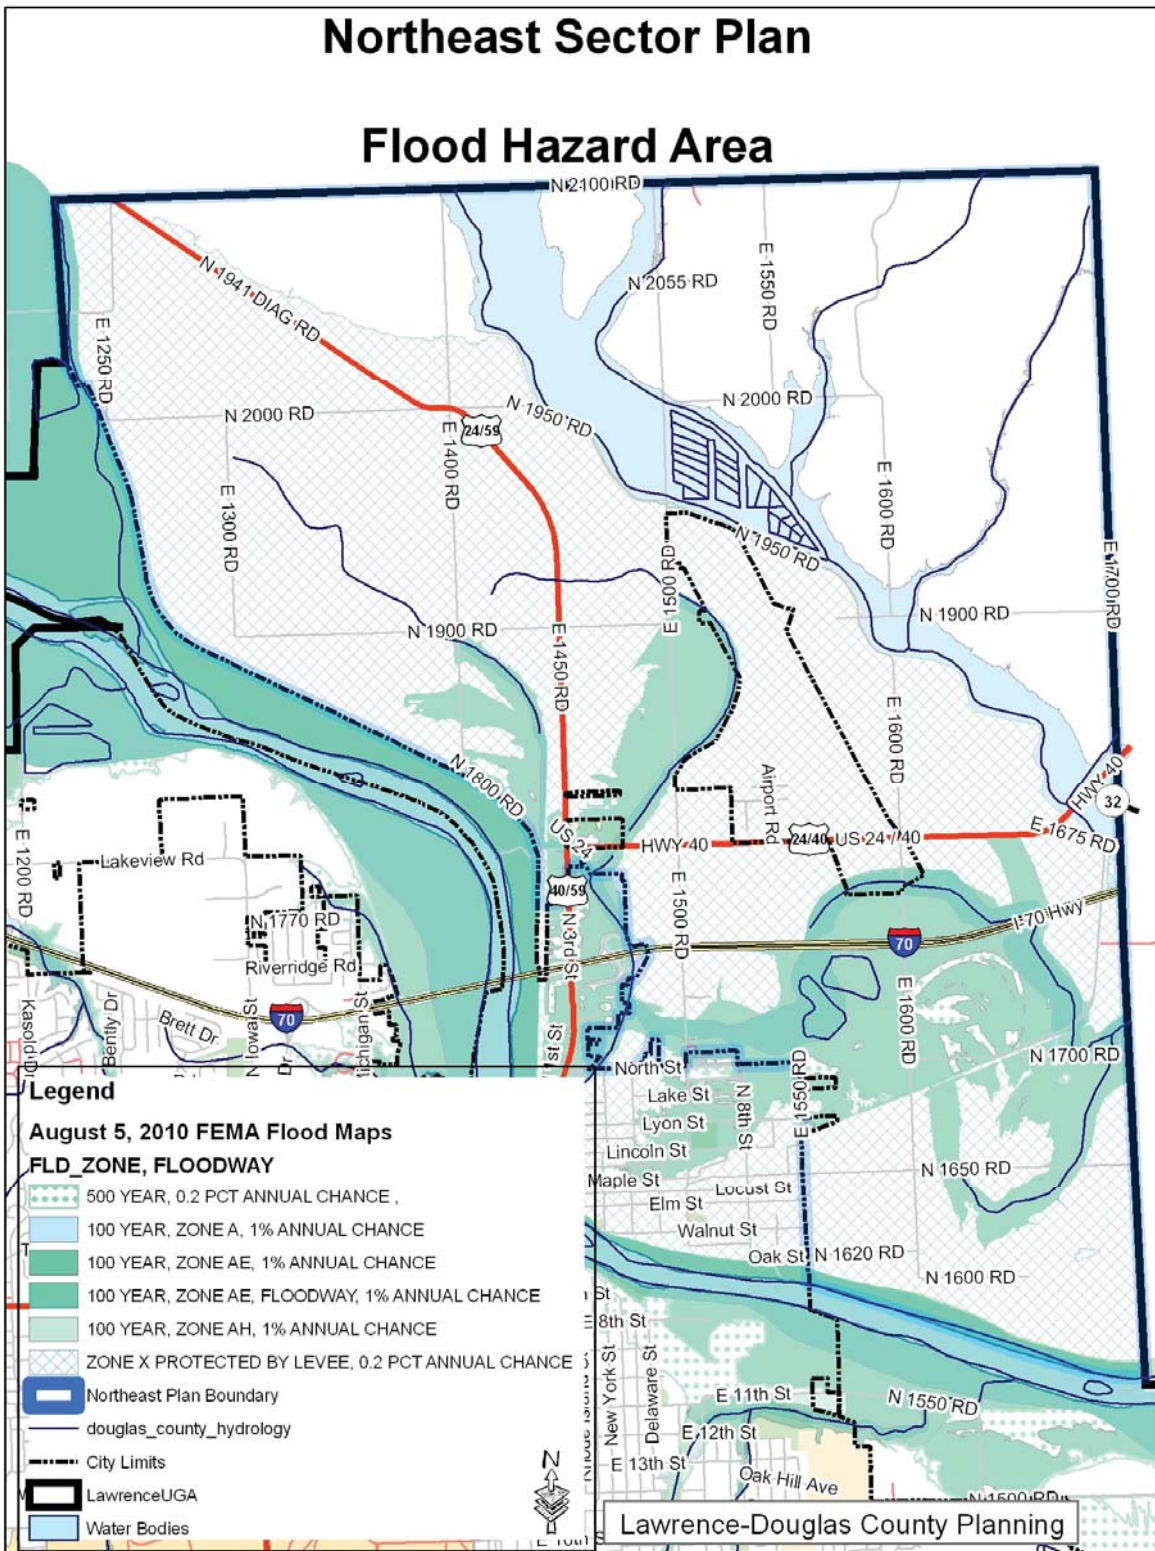 Northeast Sector Plan
Flood Hazard Area
N 2100 RD
N 1941 DIAG RD
N 2055 RD
E 1550 RD
E 1250 RD
N 2000 RD
N 1950 RD
N 2000 RD
24/59
E 1400 RD
E 1300 RD
E 1600 RD
N 1950 RD
E 1500 RD
E 1700 RD
N 1900 RD
N 1900 RD
E 1450 RD
E 1600 RD
N 1800 RD
Airport Rd
HWY 40
32
US 24
HWY 40
24/40
US 24 / 40
E 1675 RD
E 1200 RD
Lakeview Rd
40/59
N 1770 RD
N 3rd St
E 1500 RD
I-70 Hwy
70
Riverridge Rd
E 1600 RD
Kasold Dr
Brett Dr
70
Michigan St
1st St
N 1700 RD
North St
E 1550 RD
Lake St
N 8th St
Lyon St
Lincoln St
Maple St
Locust St
N 1650 RD
Elm St
Walnut St
Oak St
N 1620 RD
N 1600 RD
E 8th St
New York St
Delaware St
E 11th St
N 1550 RD
E 12th St
E 13th St
Oak Hill Ave
N 1500 RD
Legend
August 5, 2010 FEMA Flood Maps
FLD_ZONE, FLOODWAY
500 YEAR, 0.2 PCT ANNUAL CHANCE ,
100 YEAR, ZONE A, 1% ANNUAL CHANCE
100 YEAR, ZONE AE, 1% ANNUAL CHANCE
100 YEAR, ZONE AE, FLOODWAY, 1% ANNUAL CHANCE
100 YEAR, ZONE AH, 1% ANNUAL CHANCE
ZONE X PROTECTED BY LEVEE, 0.2 PCT ANNUAL CHANCE
Northeast Plan Boundary
douglas_county_hydrology
City Limits
LawrenceUGA
Water Bodies
N
Lawrence-Douglas County Planning